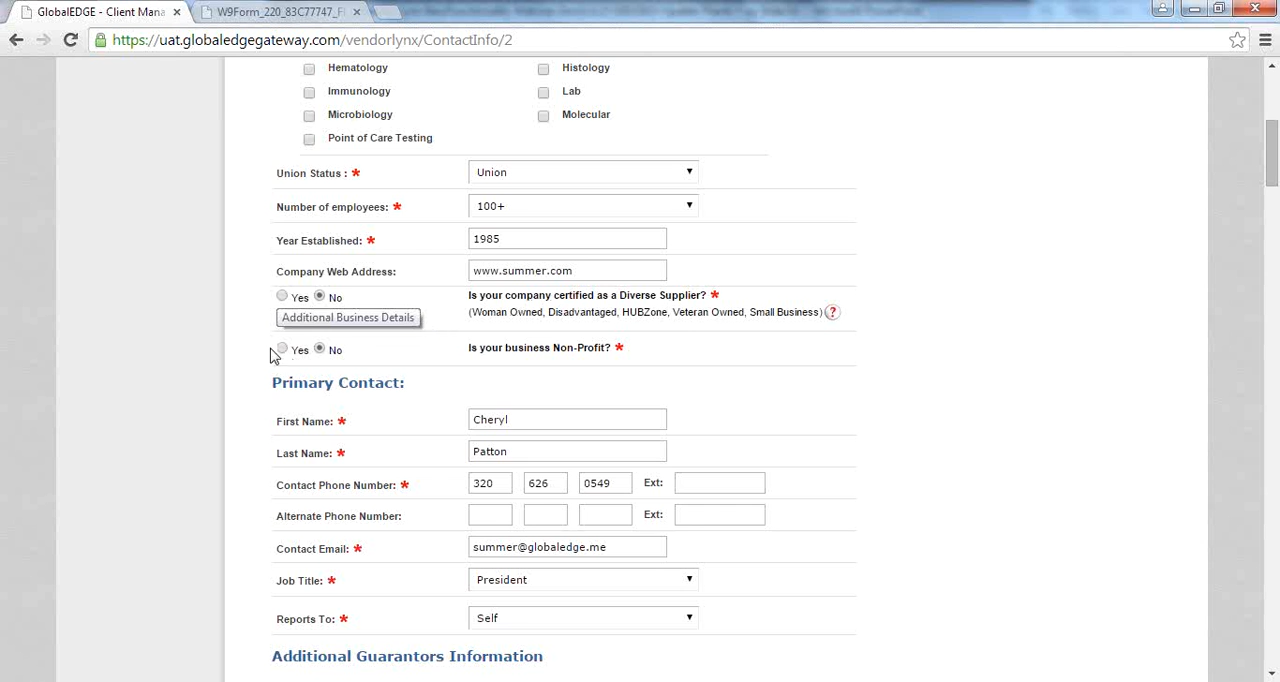 GlobalEDGE - Client Mana
W9Form_220_83C77747_F
https://uat.globaledgegateway.com/vendorlynx/ContactInfo/2
Hematology Histology
Immunology Lab
Microbiology Molecular
Point of Care Testing
Union Status : * Union
Number of employees: * 100+
Year Established: * 1985
Company Web Address: www.summer.com
Yes No Is your company certified as a Diverse Supplier? *
(Woman Owned, Disadvantaged, HUBZone, Veteran Owned, Small Business) ?
Additional Business Details
Yes No Is your business Non-Profit? *
Primary Contact:
First Name: * Cheryl
Last Name: * Patton
Contact Phone Number: * 320 626 0549 Ext:
Alternate Phone Number: Ext:
Contact Email: * summer@globaledge.me
Job Title: * President
Reports To: * Self
Additional Guarantors Information